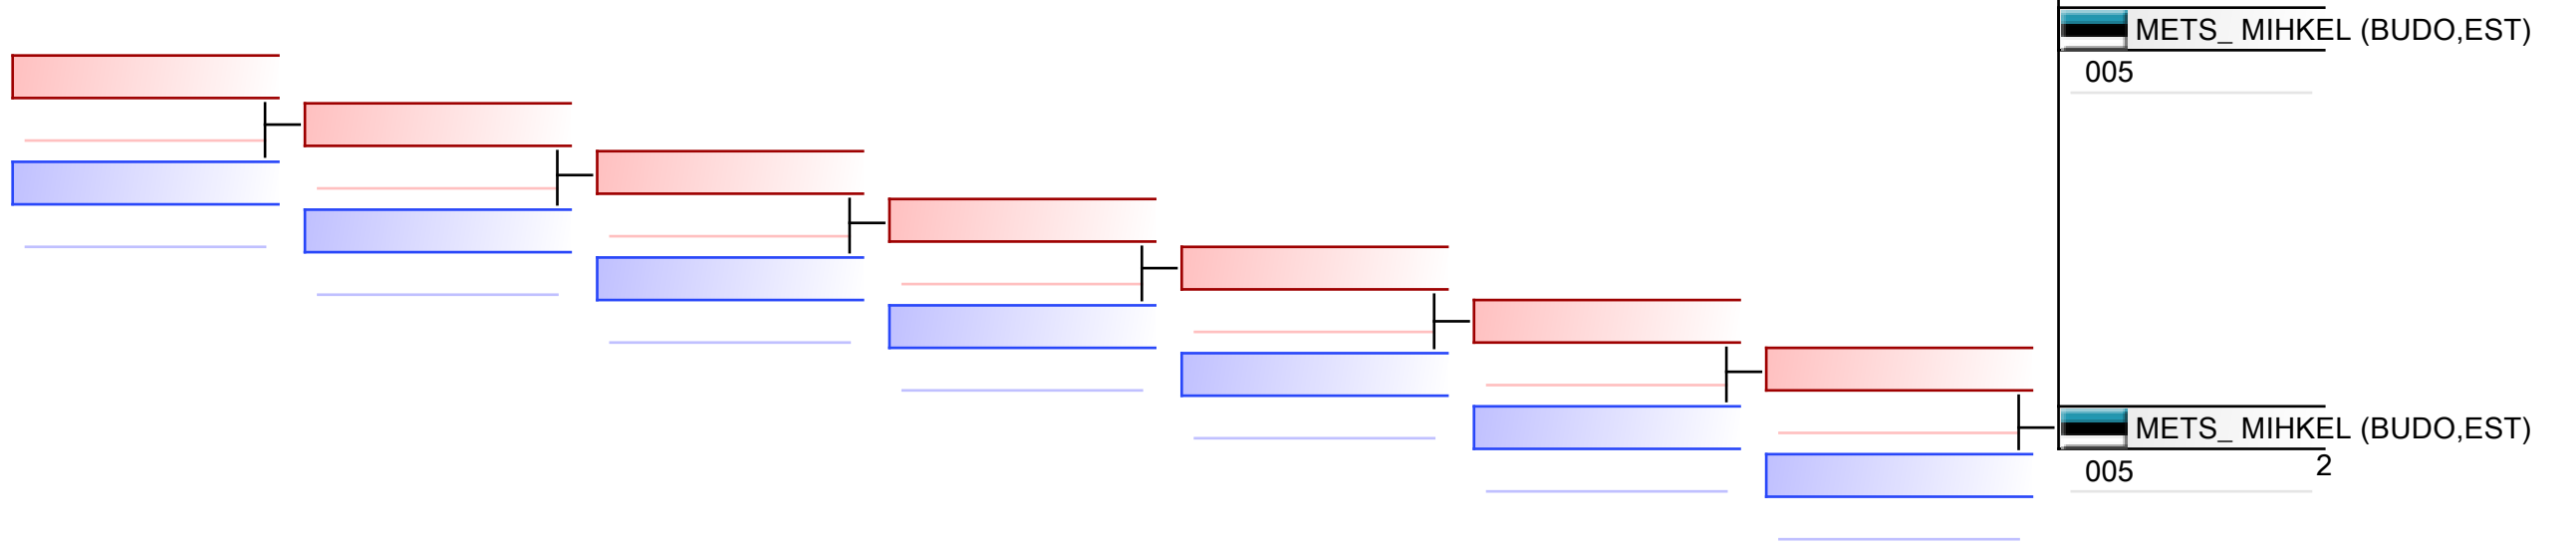 METS_ MIHKEL (BUDO,EST)
005
METS_ MIHKEL (BUDO,EST)
005 2